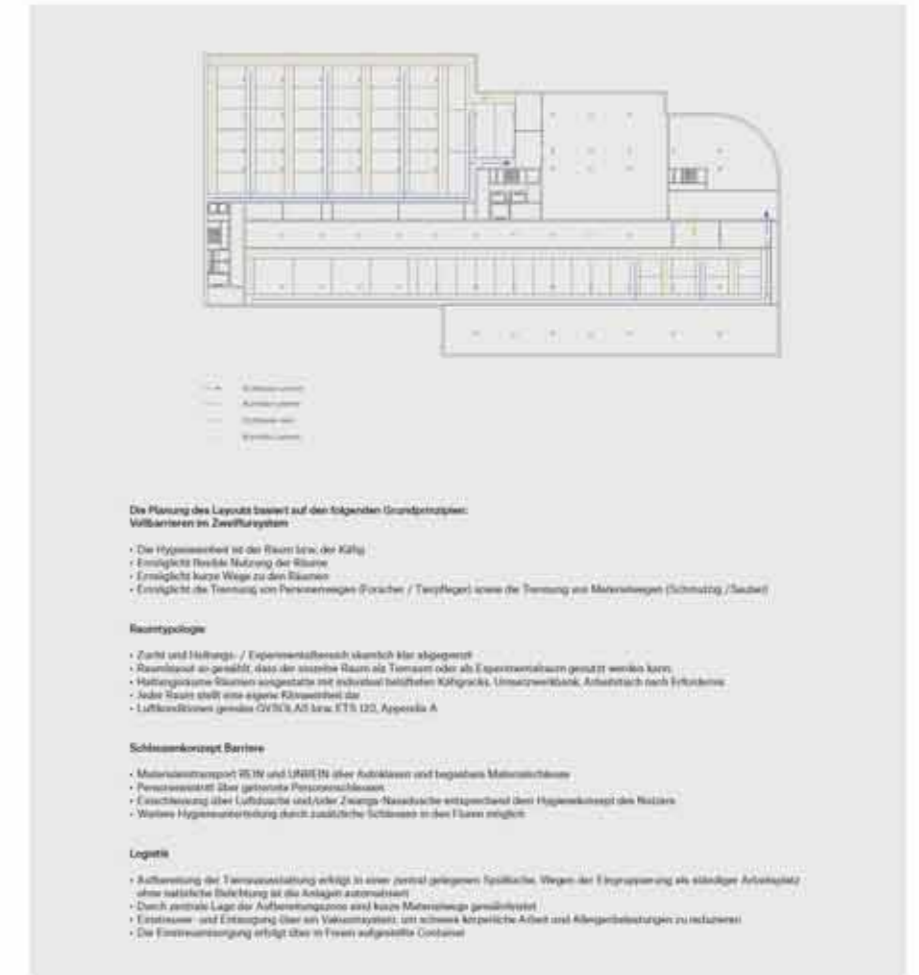 Die Planung des Layouts basiert auf den folgenden Grundprinzipien:
Vollbarrieren im Zweiflursystem
• Die Hygieneeinheit ist der Raum bzw. der Käfig
• Ermöglicht flexible Nutzung der Räume
• Ermöglicht kurze Wege zu den Räumen
• Ermöglicht die Trennung von Personenwegen (Forscher / Tierpfleger) sowie die Trennung von Materialwegen (Schmutzig / Sauber)
Raumtypologie
• Zucht und Haltungs- / Experimentalbereich räumlich klar abgegrenzt
• Raumlayout so gewählt, dass der einzelne Raum als Tierraum oder als Experimentalraum genutzt werden kann.
• Haltungsräume Räumen ausgestatte mit individuell belüfteten Käfigracks, Umsetzwerkbank, Arbeitstisch nach Erfordernis
• Jeder Raum stellt eine eigene Klimaeinheit dar
• Luftkonditionen gemäss GVSOLAS bzw. ETS 123, Appendix A
Schleusenkonzept Barriere
• Materialeintransport REIN und UNREIN über Autoklaven und begasbare Materialschleuse
• Personeneintritt über getrennte Personenschleusen
• Einschleusung über Luftdusche und/oder Zwangs-Nassdusche entsprechend dem Hygienekonzept des Nutzers
• Weitere Hygieneunterteilung durch zusätzliche Schleusen in den Fluren möglich
Logistik
• Aufbereitung der Tierraumausstattung erfolgt in einer zentral gelegenen Spülküche. Wegen der Eingruppierung als ständiger Arbeitsplatz
ohne natürliche Belichtung ist die Anlagen automatisiert
• Durch zentrale Lage der Aufbereitungszone sind kurze Materialwege gewährleistet
• Einstreuver- und Entsorgung über ein Vakuumsystem, um schwere körperliche Arbeit und Allergenbelastungen zu reduzieren
• Die Einstreuentsorgung erfolgt über in Freien aufgestellte Container